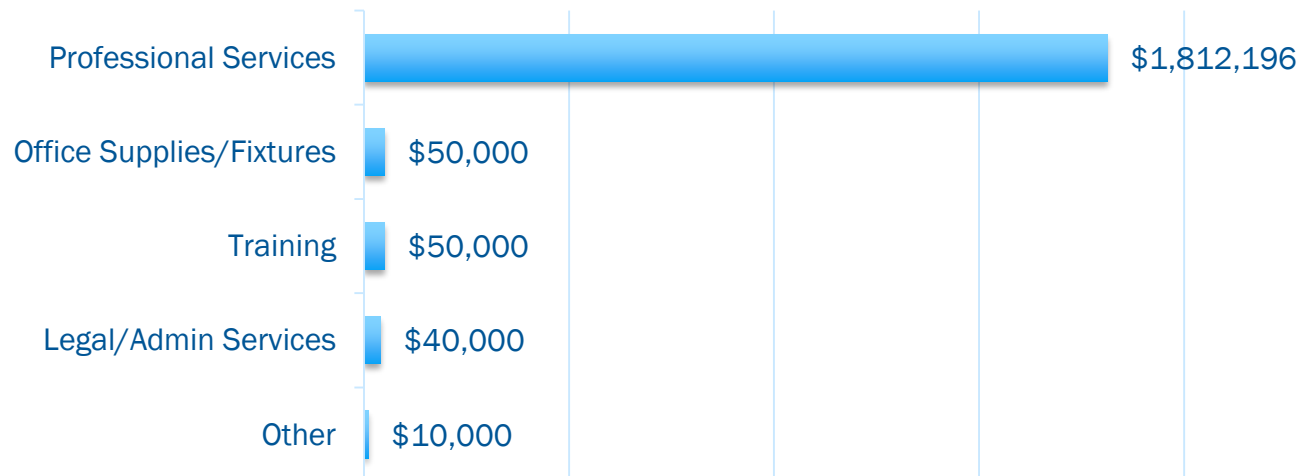 Professional Services $1,812,196
Office Supplies/Fixtures $50,000
Training $50,000
Legal/Admin Services $40,000
Other $10,000